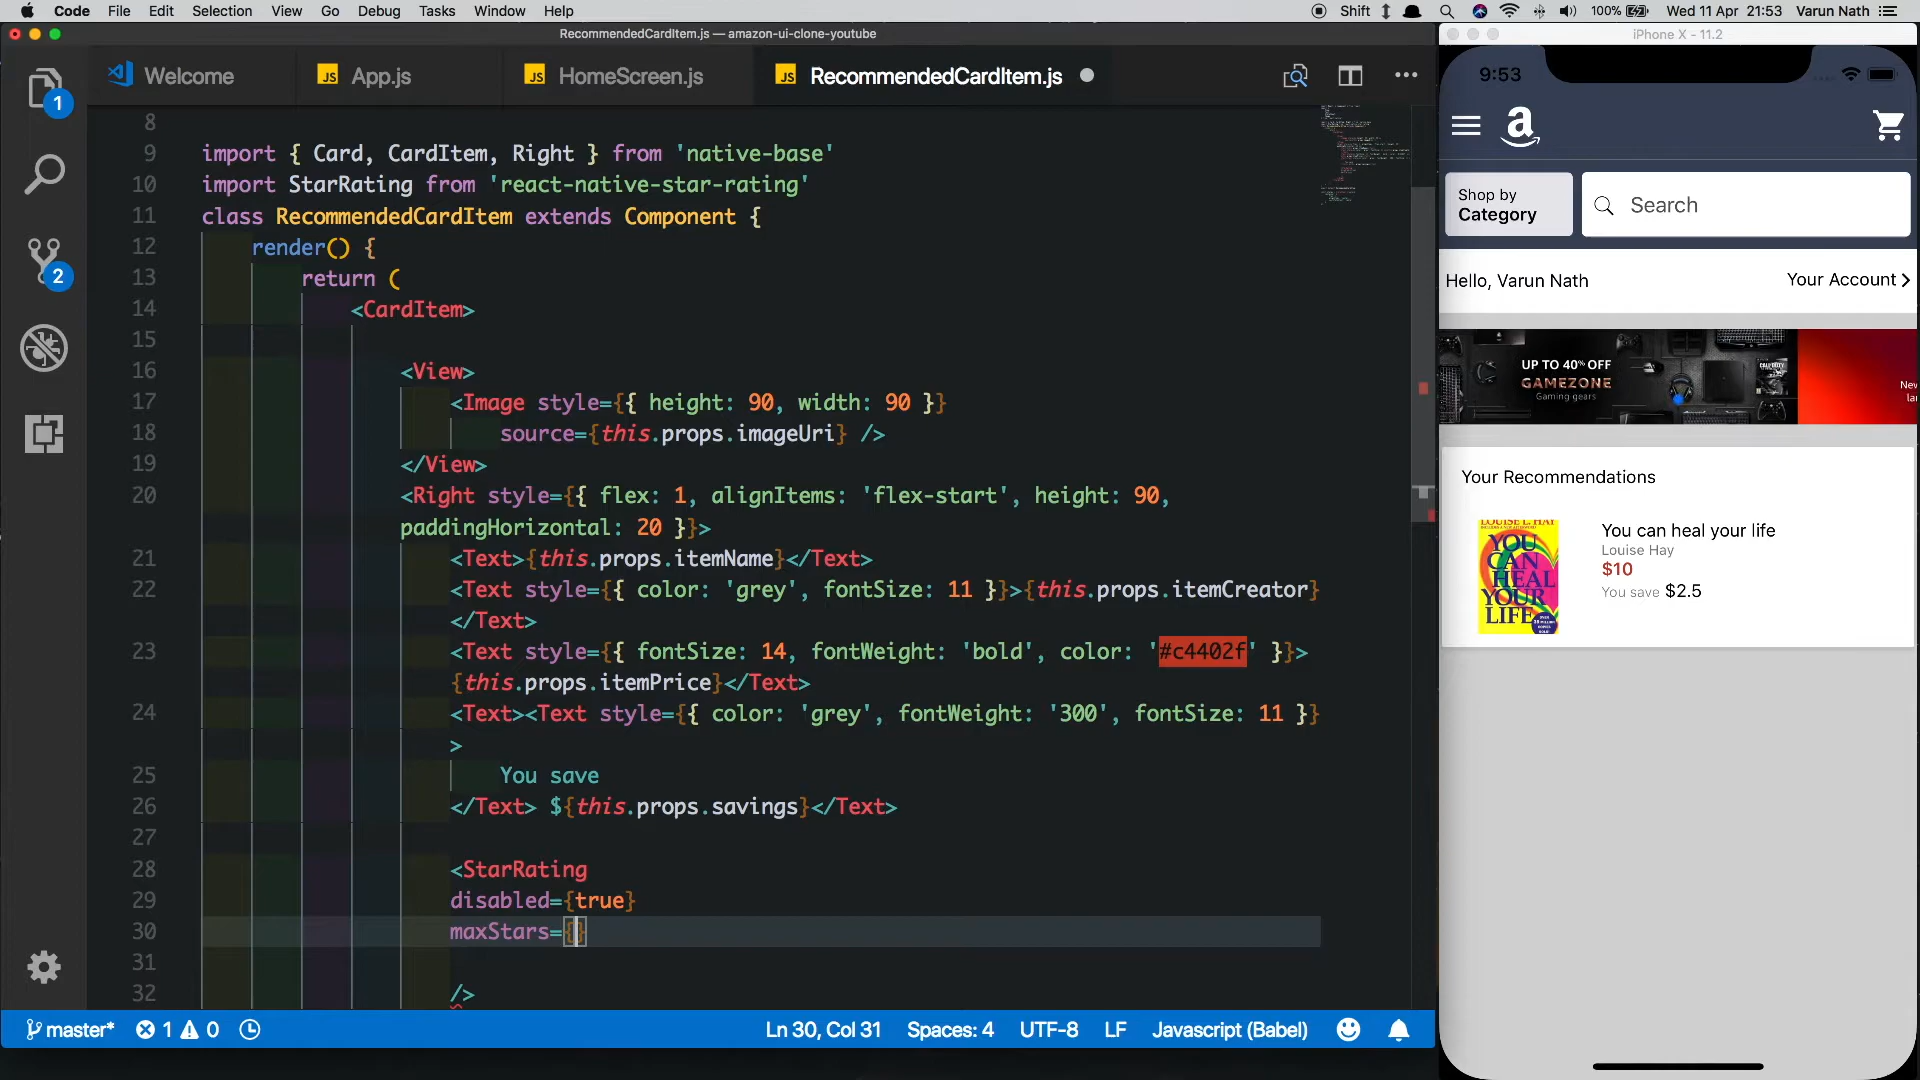 Code File Edit Selection View Go Debug Tasks Window Help
Shift 100% Wed 11 Apr 21:53 Varun Nath
RecommendedCardItem.js — amazon-ui-clone-youtube
Welcome
JS App.js
JS HomeScreen.js
JS RecommendedCardItem.js
1
2
8
9 import { Card, CardItem, Right } from 'native-base'
10 import StarRating from 'react-native-star-rating'
11 class RecommendedCardItem extends Component {
12 render() {
13 return (
14 <CardItem>
15
16 <View>
17 <Image style={{ height: 90, width: 90 }}
18 source={this.props.imageUri} />
19 </View>
20 <Right style={{ flex: 1, alignItems: 'flex-start', height: 90,
paddingHorizontal: 20 }}>
21 <Text>{this.props.itemName}</Text>
22 <Text style={{ color: 'grey', fontSize: 11 }}>{this.props.itemCreator}
</Text>
23 <Text style={{ fontSize: 14, fontWeight: 'bold', color: '#c4402f' }}>
{this.props.itemPrice}</Text>
24 <Text><Text style={{ color: 'grey', fontWeight: '300', fontSize: 11 }}
>
25 You save
26 </Text> ${this.props.savings}</Text>
27
28 <StarRating
29 disabled={true}
30 maxStars={}
31
32 />
master* 1 0 Ln 30, Col 31 Spaces: 4 UTF-8 LF Javascript (Babel)
iPhone X - 11.2
9:53
a
Shop by
Category
Search
Hello, Varun Nath
Your Account
UP TO 40% OFF
GAMEZONE
Gaming gears
New
Your Recommendations
LOUISE L. HAY
YOU
CAN
HEAL
YOUR
LIFE
You can heal your life
Louise Hay
$10
You save $2.5